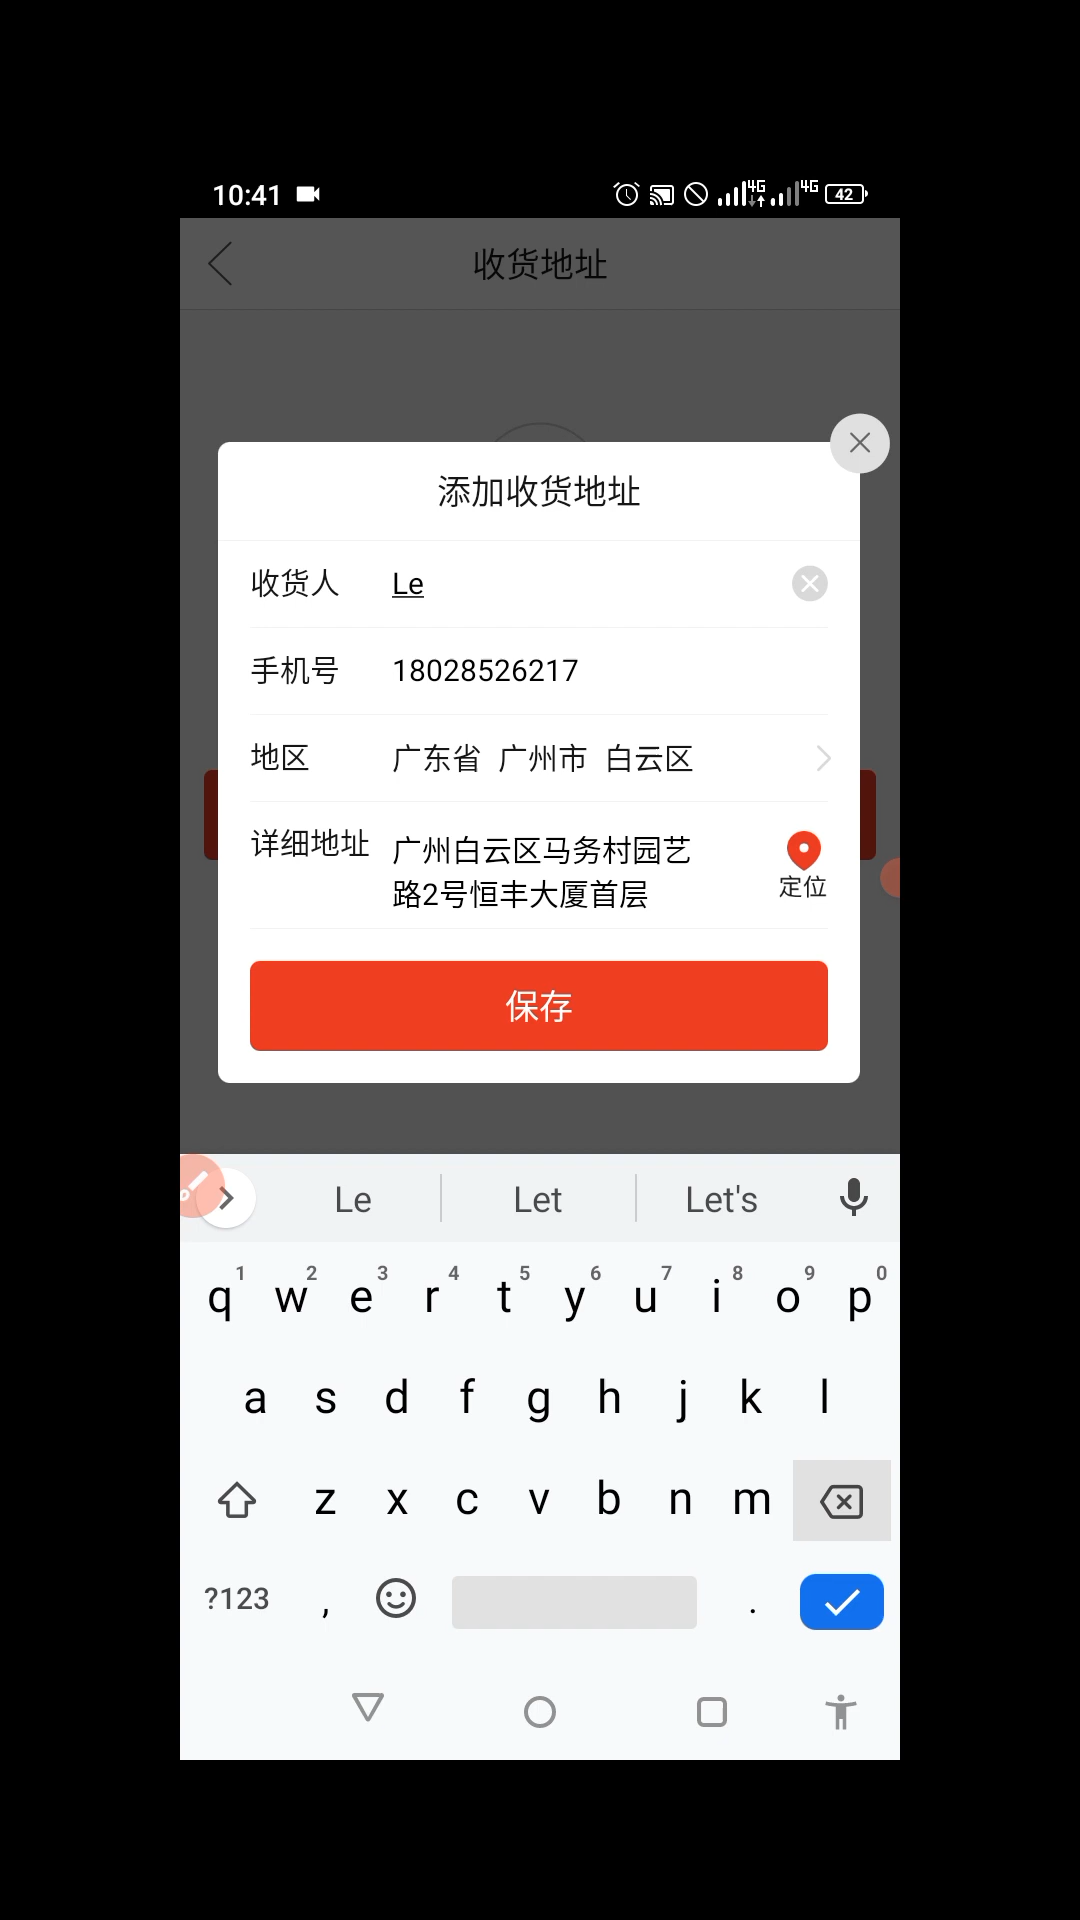 10:41 4G 4G 42
收货地址
添加收货地址
收货人 Le
手机号 18028526217
地区 广东省 广州市 白云区
详细地址 广州白云区马务村园艺
路2号恒丰大厦首层
定位
保存
Le Let Let's
1 2 3 4 5 6 7 8 9 0
q w e r t y u i o p
a s d f g h j k l
z x c v b n m
?123 , .